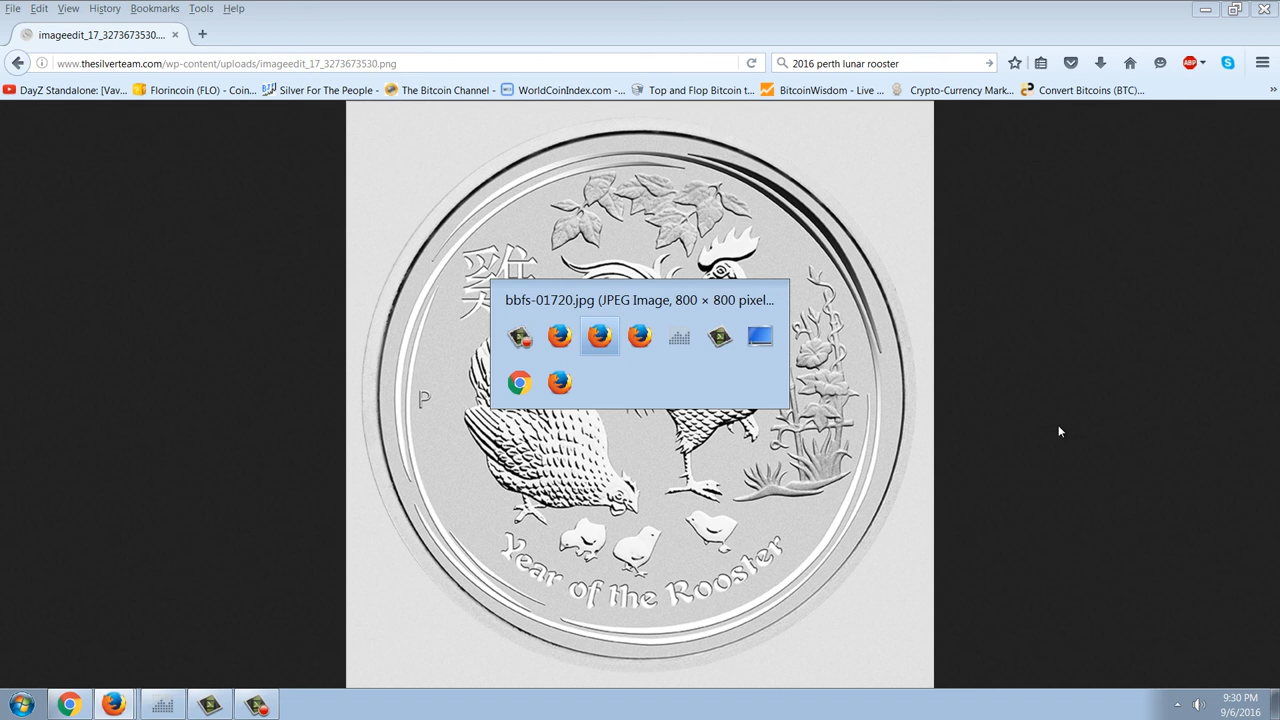 File Edit View History Bookmarks Tools Help
imageedit_17_3273673530....
www.thesilverteam.com/wp-content/uploads/imageedit_17_3273673530.png
2016 perth lunar rooster
ABP
DayZ Standalone: [Vav...
Florincoin (FLO) - Coin...
Silver For The People - ...
The Bitcoin Channel - ...
WorldCoinIndex.com -...
Top and Flop Bitcoin t...
BitcoinWisdom - Live ...
Crypto-Currency Mark...
Convert Bitcoins (BTC)...
bbfs-01720.jpg (JPEG Image, 800 × 800 pixel...
P
Year of the Rooster
9:30 PM
9/6/2016